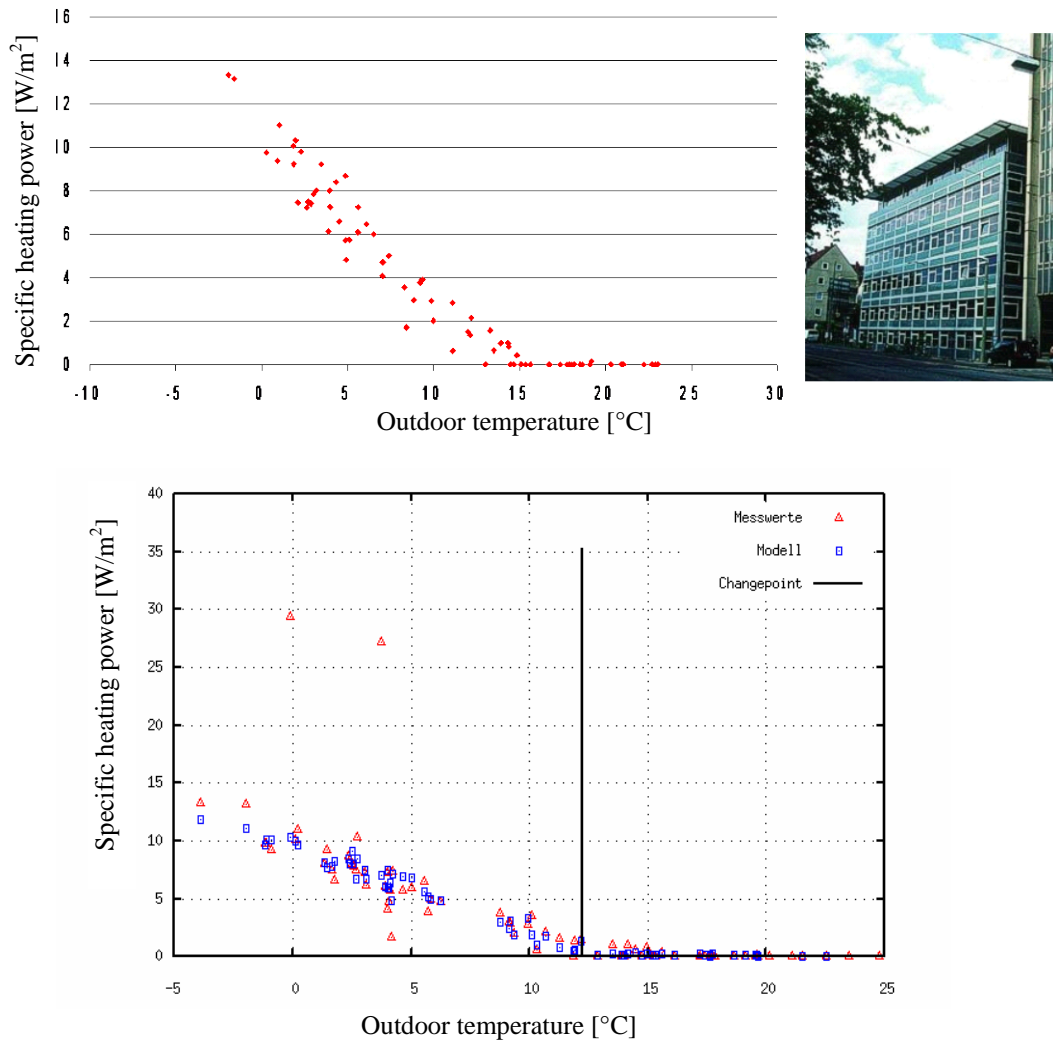 16
14
12
10
8
6
4
2
0
Specific heating power [W/m²]
-10 -5 0 5 10 15 20 25 30
Outdoor temperature [°C]
40
35
30
25
20
15
10
5
0
Specific heating power [W/m²]
Messwerte
Modell
Changepoint
-5 0 5 10 15 20 25
Outdoor temperature [°C]